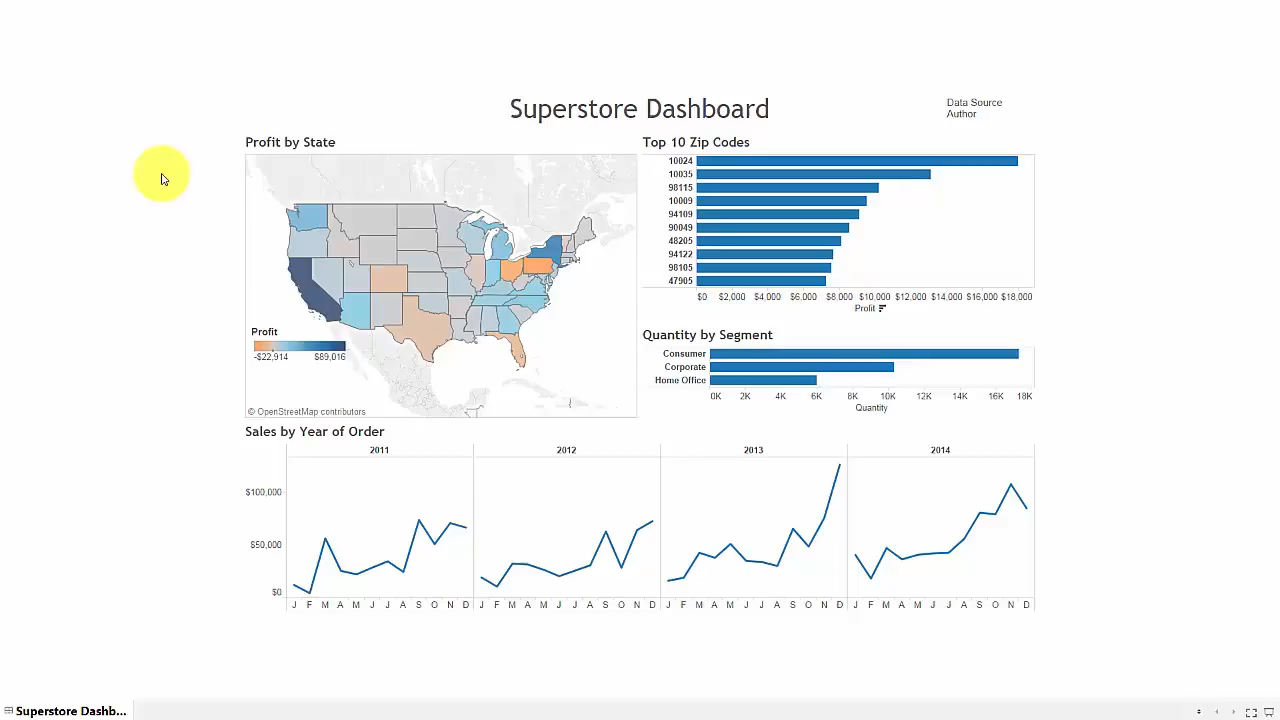 Superstore Dashboard
Data Source
Author
Profit by State
Profit
-$22,914 $89,016
© OpenStreetMap contributors
Top 10 Zip Codes
10024
10035
98115
10009
94109
90049
48205
94122
98105
47905
$0 $2,000 $4,000 $6,000 $8,000 $10,000 $12,000 $14,000 $16,000 $18,000
Profit
Quantity by Segment
Consumer
Corporate
Home Office
0K 2K 4K 6K 8K 10K 12K 14K 16K 18K
Quantity
Sales by Year of Order
2011 2012 2013 2014
$100,000
$50,000
$0
J F M A M J J A S O N D J F M A M J J A S O N D J F M A M J J A S O N D J F M A M J J A S O N D
Superstore Dashb...